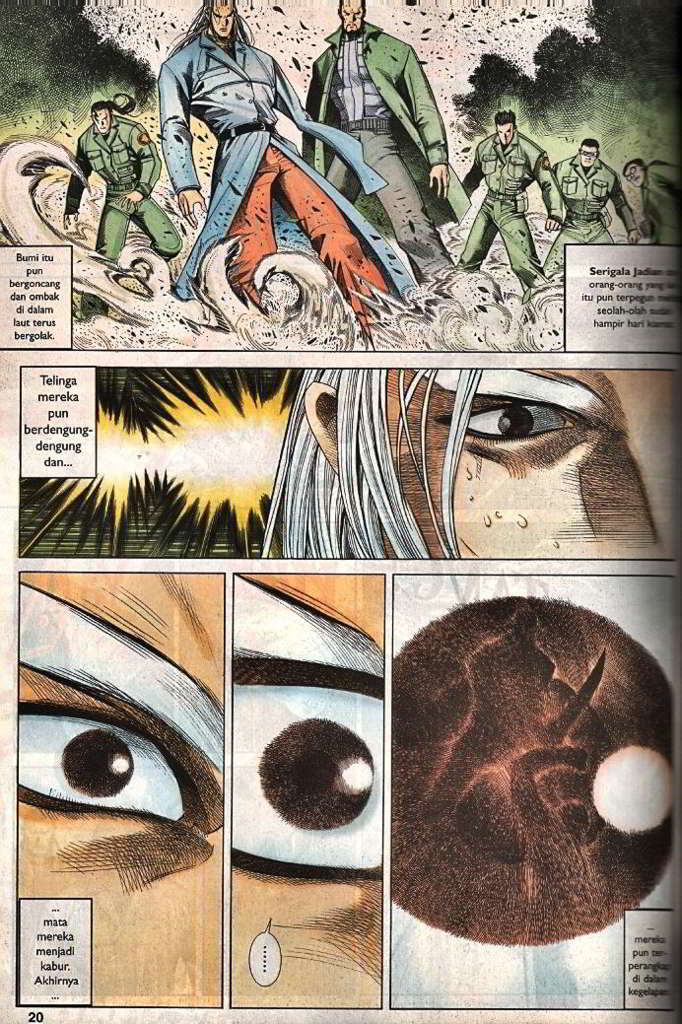 Bumi itu
pun
bergoncang
dan ombak
di dalam
laut terus
bergolak.
Serigala Jadian
orang-orang yang
itu pun terpegun
seolah-olah
hampir hari
Telinga
mereka
pun
berdengung-
dengung
dan...
...
mata
mereka
menjadi
kabur.
Akhirnya
...
......
...
mereka
pun ter-
perangkap
di dalam
kegelapan
20